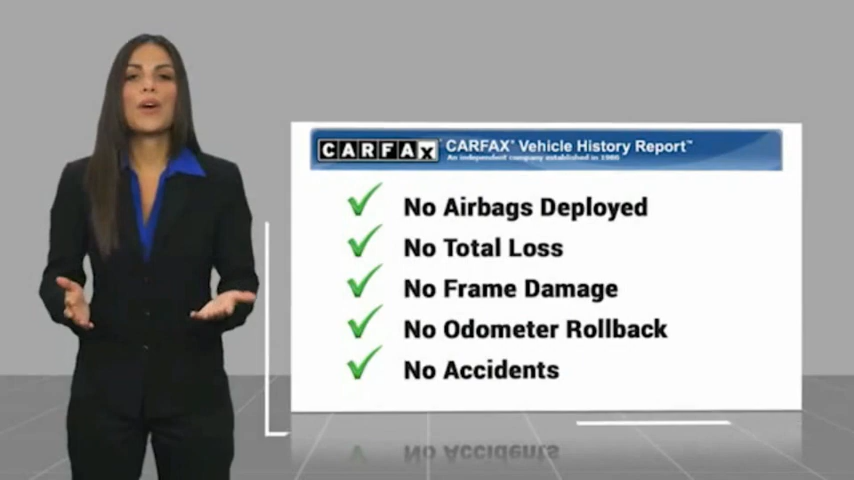 CARFAX CARFAX® Vehicle History Report™
An independent company established in 1986
No Airbags Deployed
No Total Loss
No Frame Damage
No Odometer Rollback
No Accidents
No Accidents